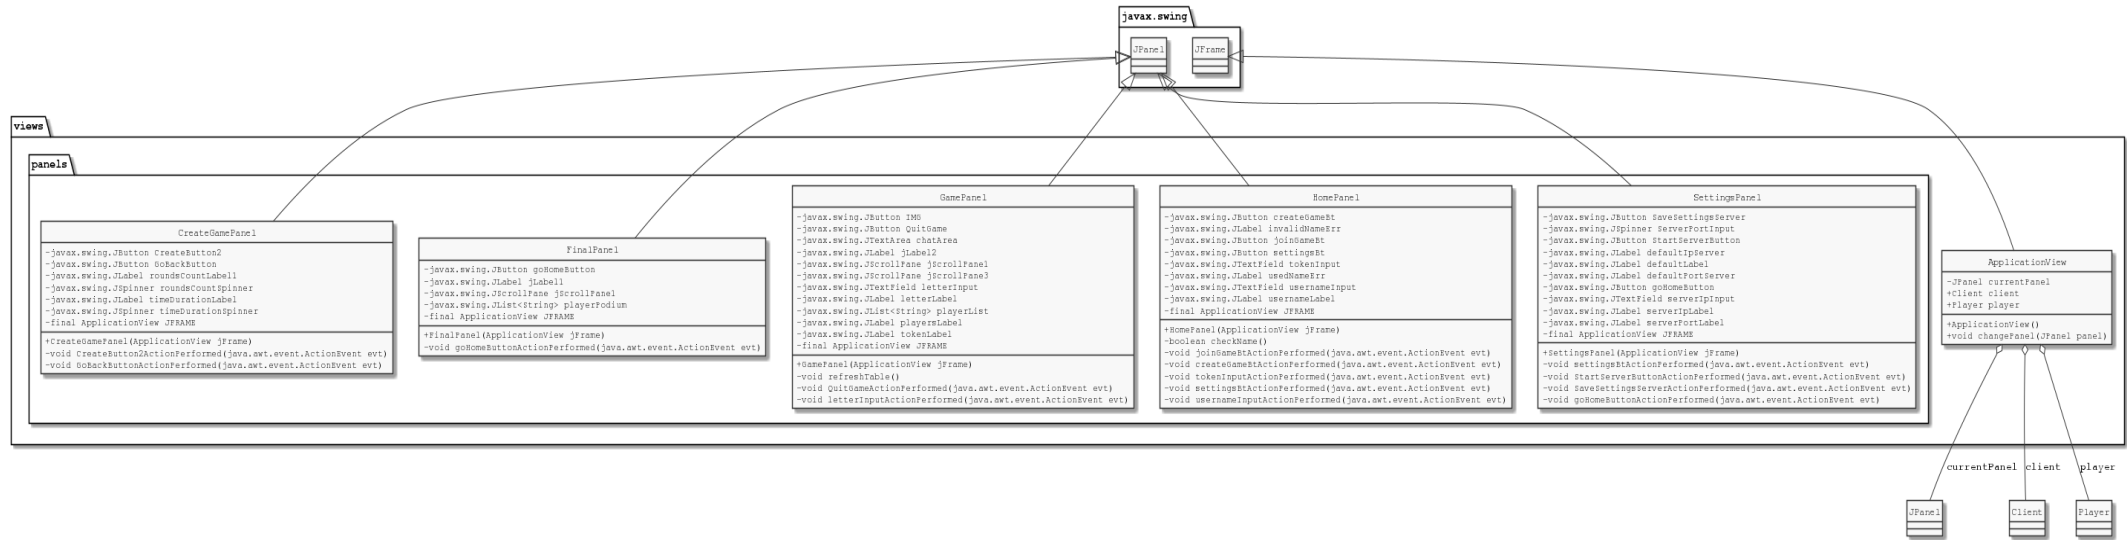 javax.swing
JPanel
JFrame
views
panels
CreateGamePanel
-javax.swing.JButton CreateButton2
-javax.swing.JButton GoBackButton
-javax.swing.JLabel roundsCountLabel1
-javax.swing.JSpinner roundsCountSpinner
-javax.swing.JLabel timeDurationLabel
-javax.swing.JSpinner timeDurationSpinner
-final ApplicationView JFRAME
+CreateGamePanel(ApplicationView jFrame)
-void CreateButton2ActionPerformed(java.awt.event.ActionEvent evt)
-void GoBackButtonActionPerformed(java.awt.event.ActionEvent evt)
FinalPanel
-javax.swing.JButton goHomeButton
-javax.swing.JLabel jLabel1
-javax.swing.JScrollPane jScrollPane1
-javax.swing.JList<String> playerPodium
-final ApplicationView JFRAME
+FinalPanel(ApplicationView jFrame)
-void goHomeButtonActionPerformed(java.awt.event.ActionEvent evt)
GamePanel
-javax.swing.JButton IMG
-javax.swing.JButton QuitGame
-javax.swing.JTextArea chatArea
-javax.swing.JLabel jLabel2
-javax.swing.JScrollPane jScrollPane1
-javax.swing.JScrollPane jScrollPane3
-javax.swing.JTextField letterInput
-javax.swing.JLabel letterLabel
-javax.swing.JList<String> playerList
-javax.swing.JLabel playersLabel
-javax.swing.JLabel tokenLabel
-final ApplicationView JFRAME
+GamePanel(ApplicationView jFrame)
-void refreshTable()
-void QuitGameActionPerformed(java.awt.event.ActionEvent evt)
-void letterInputActionPerformed(java.awt.event.ActionEvent evt)
HomePanel
-javax.swing.JButton createGameBt
-javax.swing.JLabel invalidNameErr
-javax.swing.JButton joinGameBt
-javax.swing.JButton settingsBt
-javax.swing.JTextField tokenInput
-javax.swing.JLabel usedNameErr
-javax.swing.JTextField usernameInput
-javax.swing.JLabel usernameLabel
-final ApplicationView JFRAME
+HomePanel(ApplicationView jFrame)
-boolean checkName()
-void joinGameBtActionPerformed(java.awt.event.ActionEvent evt)
-void createGameBtActionPerformed(java.awt.event.ActionEvent evt)
-void tokenInputActionPerformed(java.awt.event.ActionEvent evt)
-void settingsBtActionPerformed(java.awt.event.ActionEvent evt)
-void usernameInputActionPerformed(java.awt.event.ActionEvent evt)
SettingsPanel
-javax.swing.JButton SaveSettingsServer
-javax.swing.JSpinner ServerPortInput
-javax.swing.JButton StartServerButton
-javax.swing.JLabel defaultIpServer
-javax.swing.JLabel defaultLabel
-javax.swing.JLabel defaultPortServer
-javax.swing.JButton goHomeButton
-javax.swing.JTextField serverIpInput
-javax.swing.JLabel serverIpLabel
-javax.swing.JLabel serverPortLabel
-final ApplicationView JFRAME
+SettingsPanel(ApplicationView jFrame)
-void settingsBtActionPerformed(java.awt.event.ActionEvent evt)
-void StartServerButtonActionPerformed(java.awt.event.ActionEvent evt)
-void SaveSettingsServerActionPerformed(java.awt.event.ActionEvent evt)
-void goHomeButtonActionPerformed(java.awt.event.ActionEvent evt)
ApplicationView
-JPanel currentPanel
+Client client
+Player player
+ApplicationView()
+void changePanel(JPanel panel)
currentPanel
client
player
JPanel
Client
Player